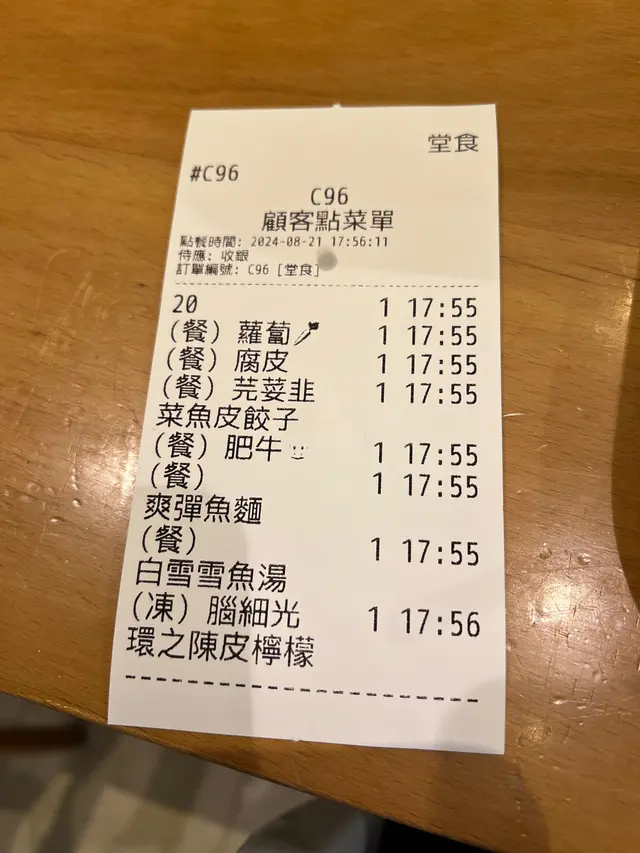 堂食
#C96
C96
顧客點菜單
點餐時間: 2024-08-21 17:56:11
侍應: 收銀
訂單編號: C96 [堂食]
20 1 17:55
(餐) 蘿蔔🥕 1 17:55
(餐) 腐皮 1 17:55
(餐) 芫荽韭 1 17:55
菜魚皮餃子
(餐) 肥牛 1 17:55
(餐) 1 17:55
爽彈魚麵
(餐) 1 17:55
白雪雪魚湯
(凍) 腦細光 1 17:56
環之陳皮檸檬